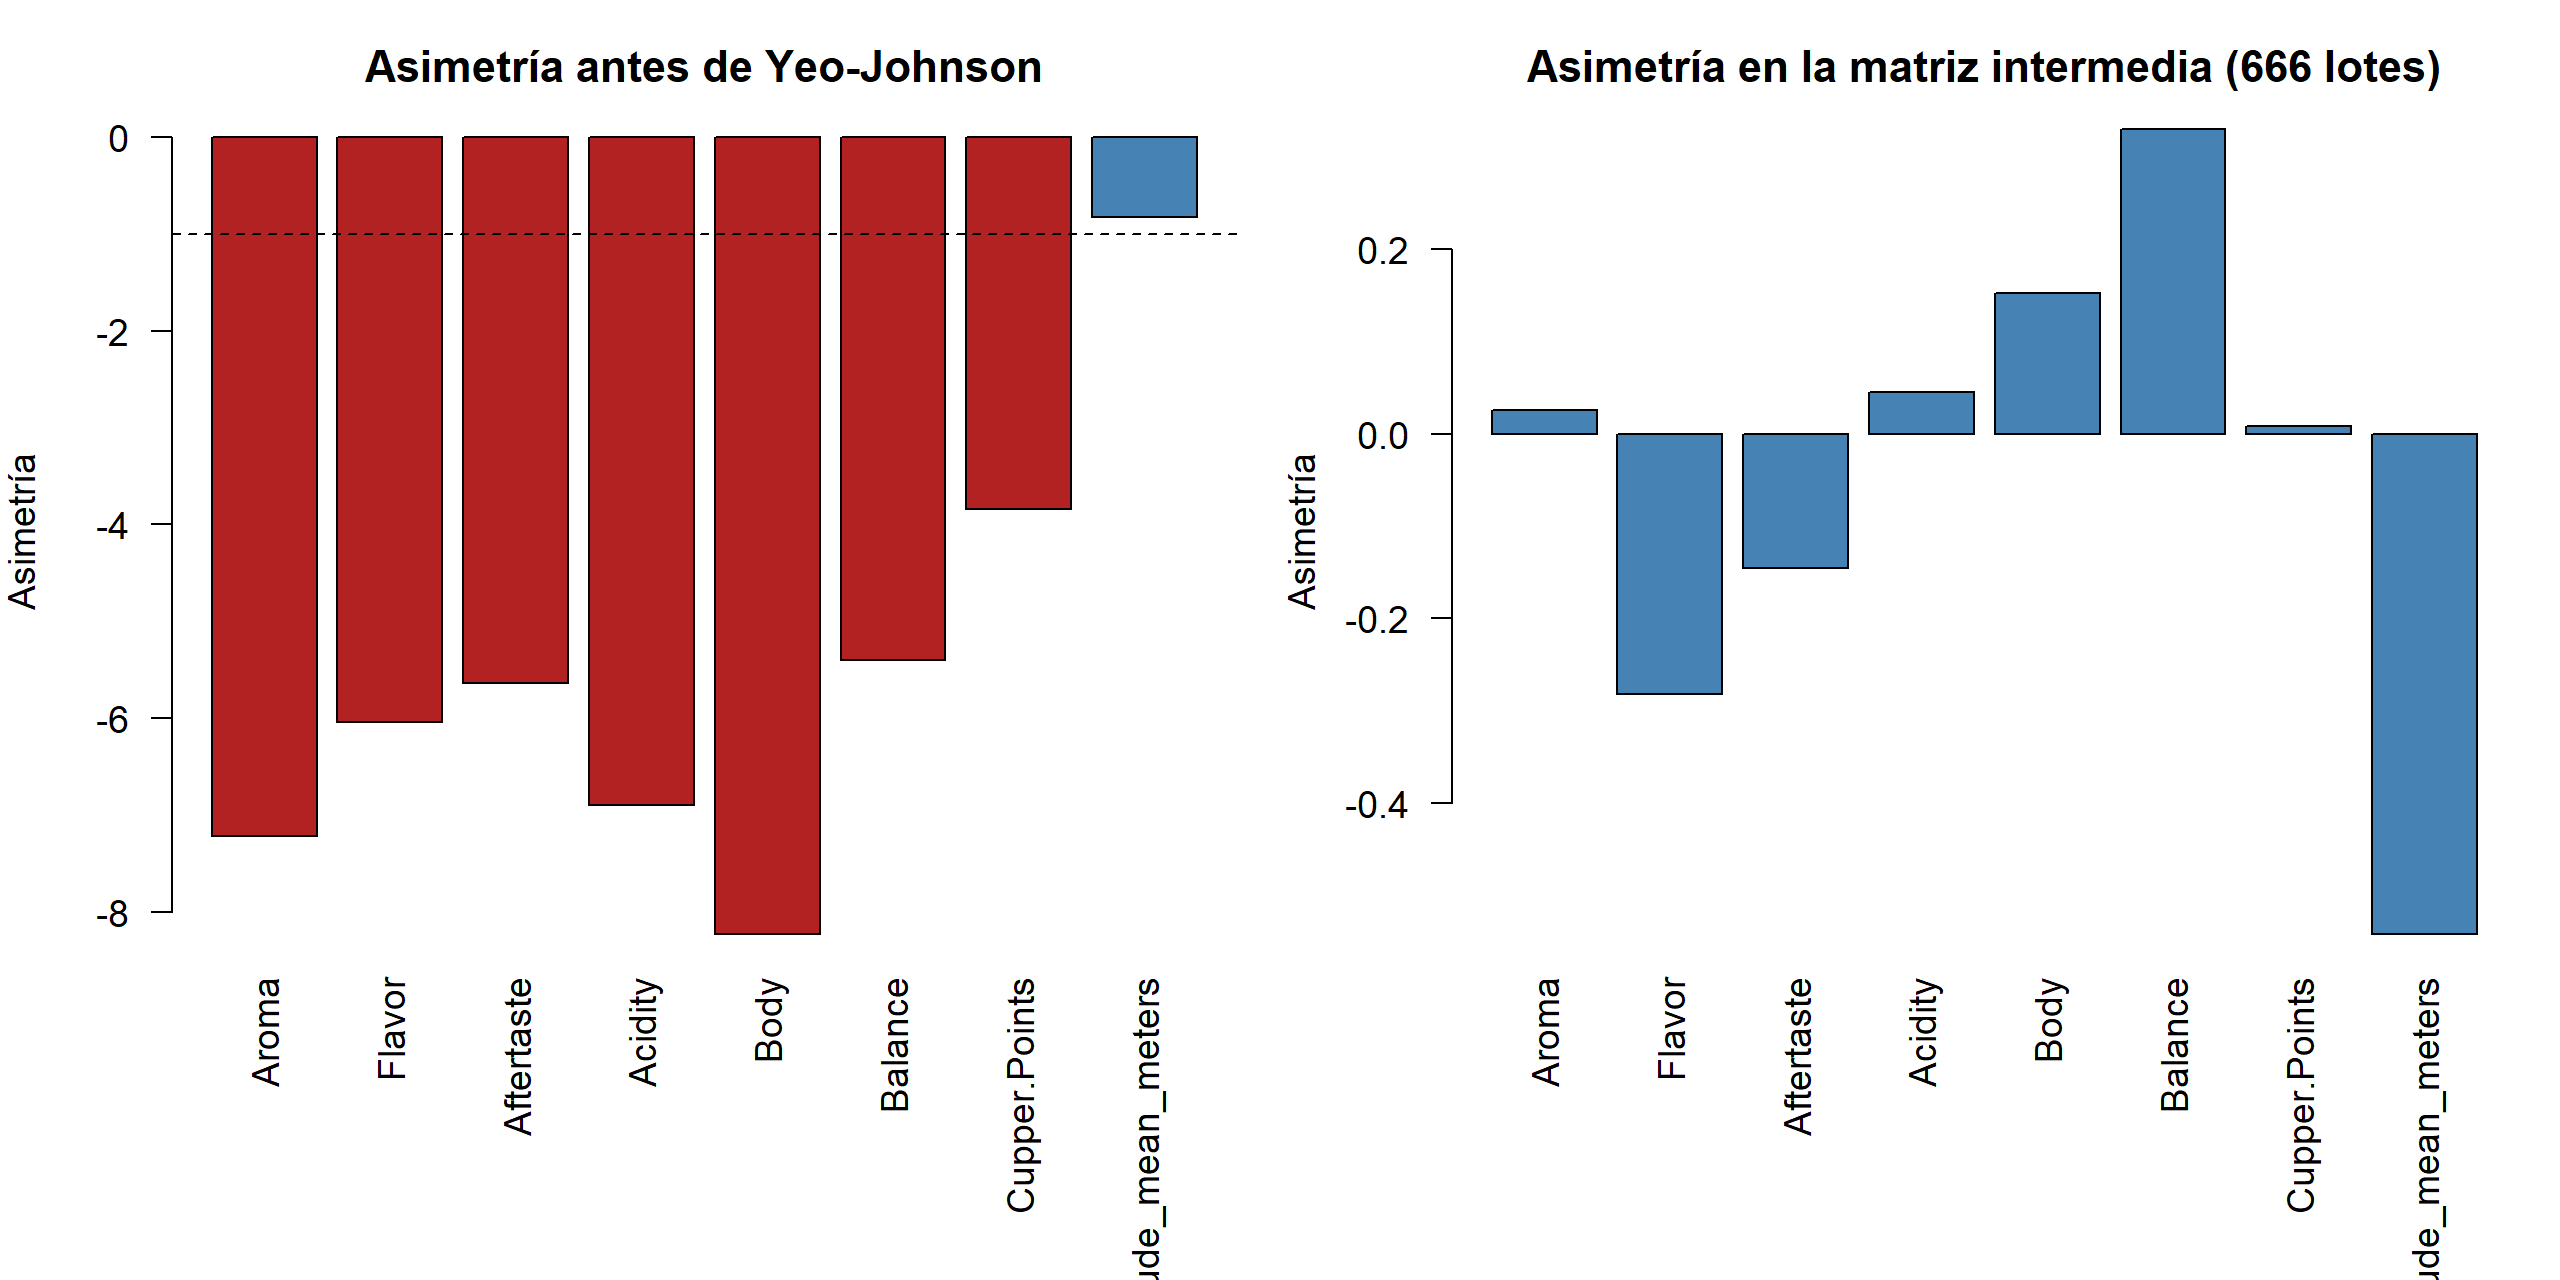 Asimetría antes de Yeo-Johnson
Asimetría
0
-2
-4
-6
-8
Aroma
Flavor
Aftertaste
Acidity
Body
Balance
Cupper.Points
ude_mean_meters
Asimetría en la matriz intermedia (666 lotes)
Asimetría
0.2
0.0
-0.2
-0.4
Aroma
Flavor
Aftertaste
Acidity
Body
Balance
Cupper.Points
ude_mean_meters